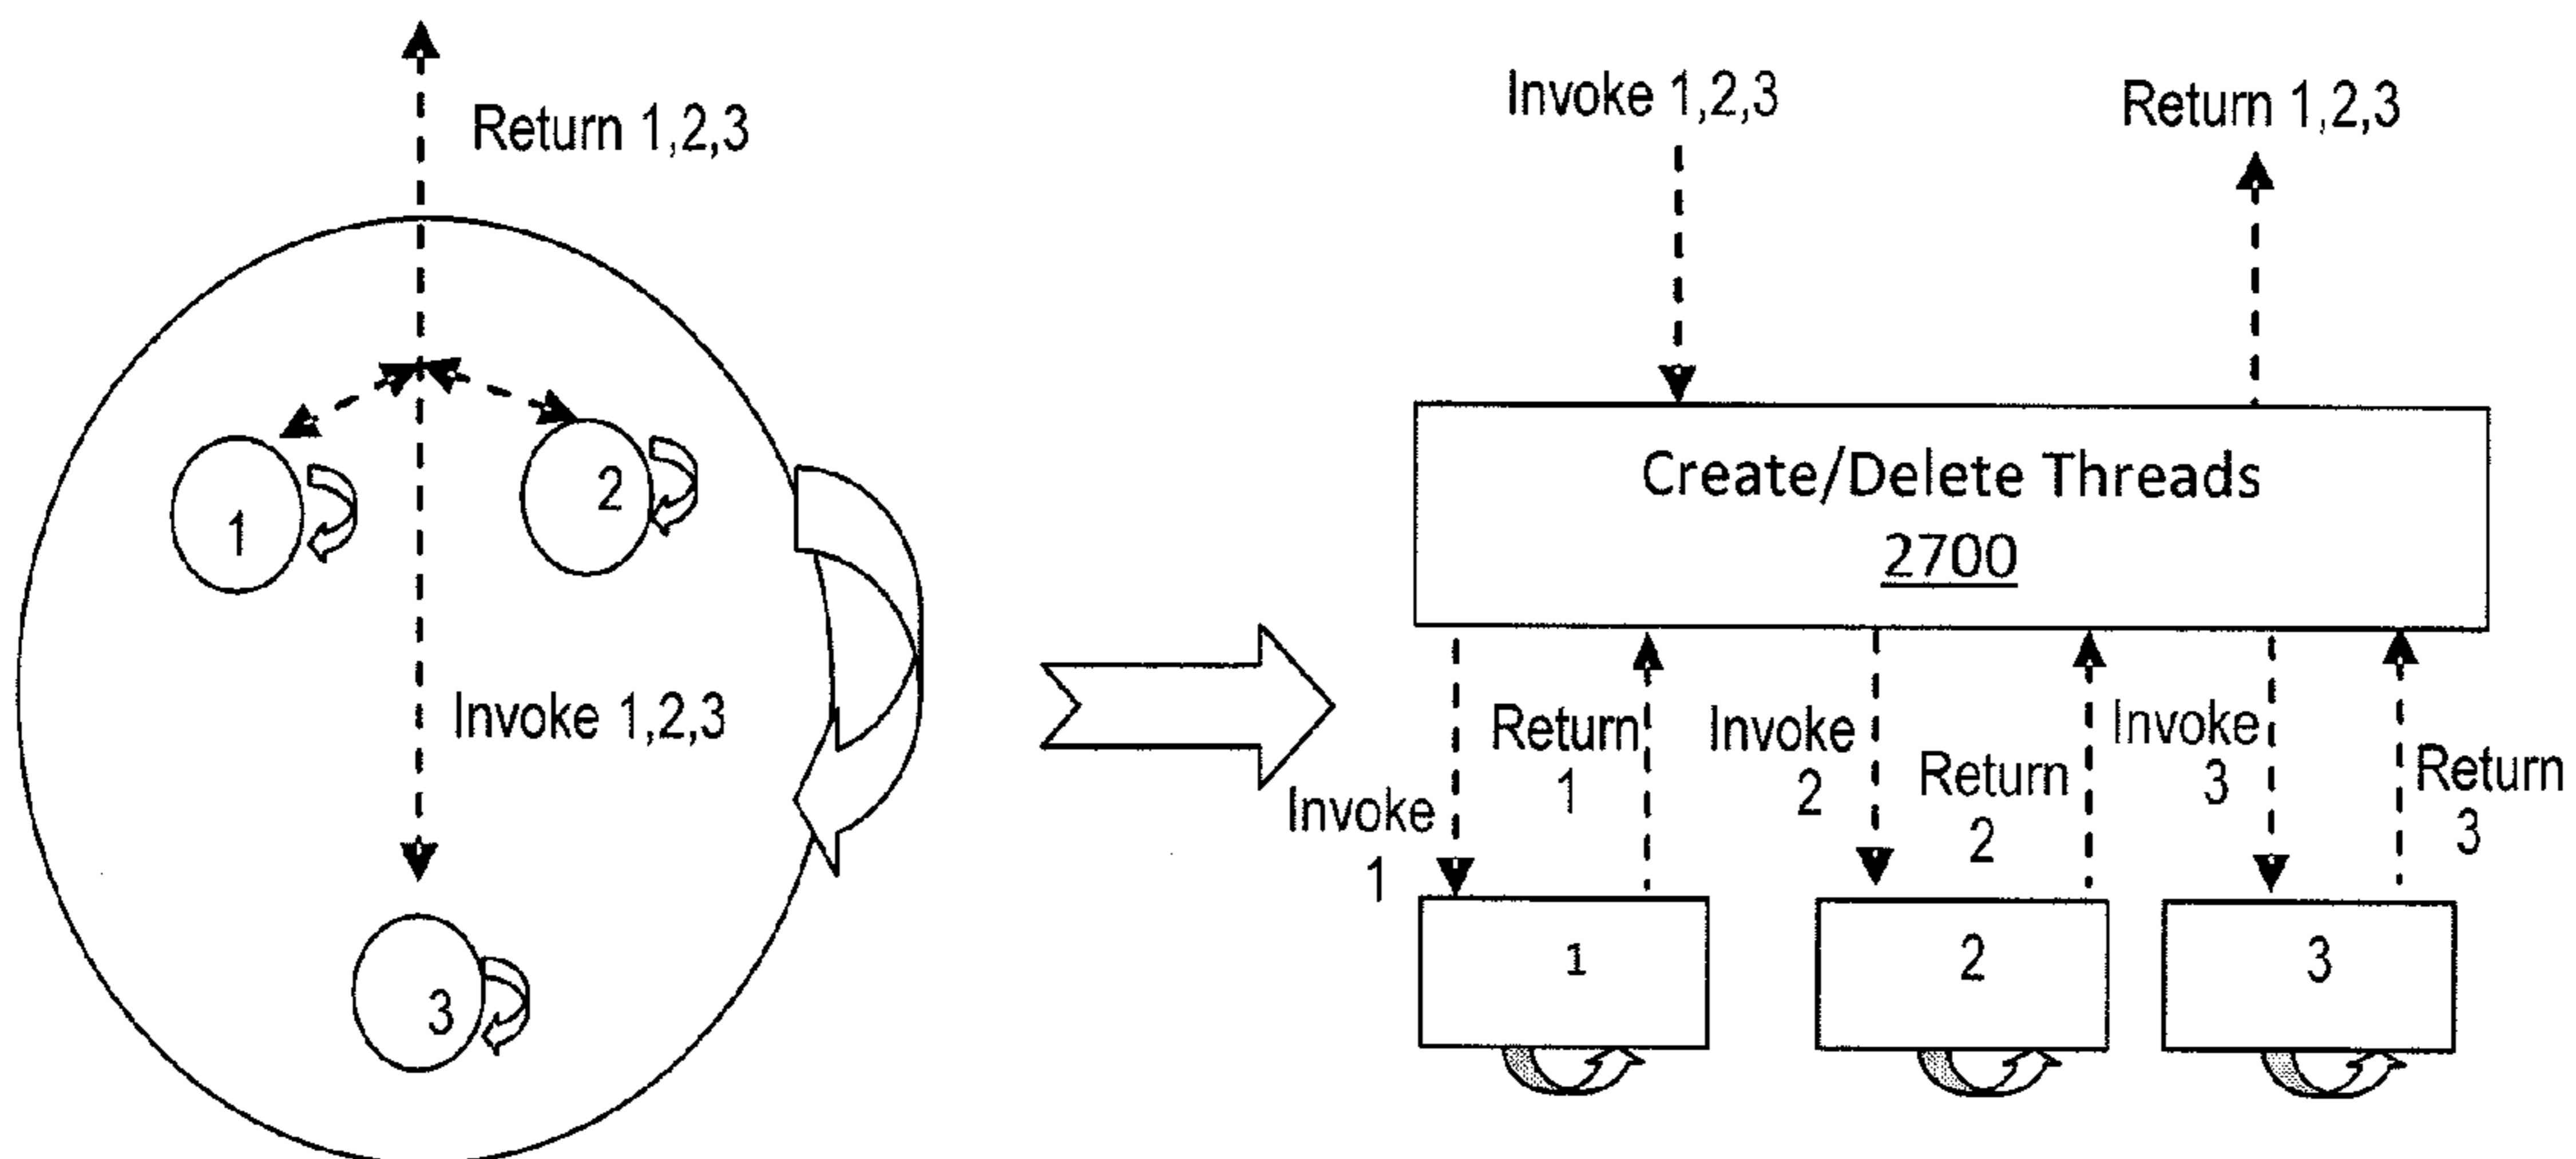 Return 1,2,3
1
2
Invoke 1,2,3
3
Invoke 1,2,3
Return 1,2,3
Create/Delete Threads
2700
Invoke
1
Return
1
Invoke
2
Return
2
Invoke
3
Return
3
1
2
3